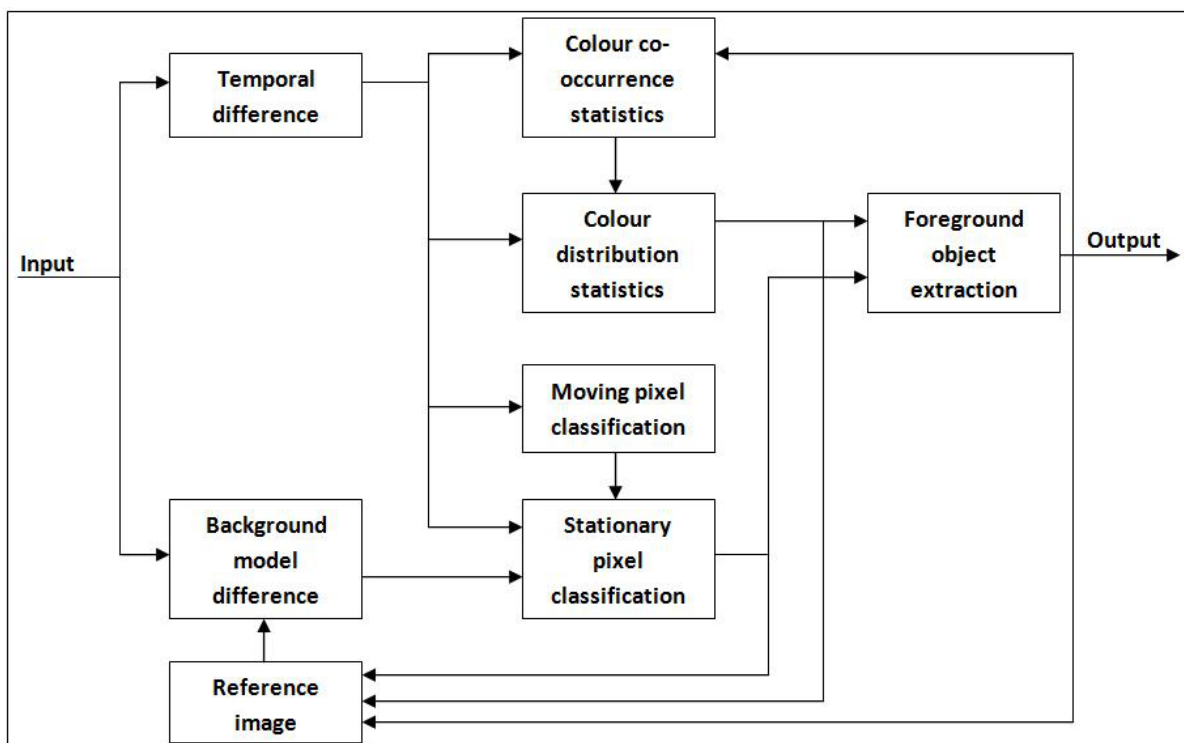 Colour co-
occurrence
statistics
Temporal
difference
Colour
distribution
statistics
Foreground
object
extraction
Input
Output
Moving pixel
classification
Background
model
difference
Stationary
pixel
classification
Reference
image